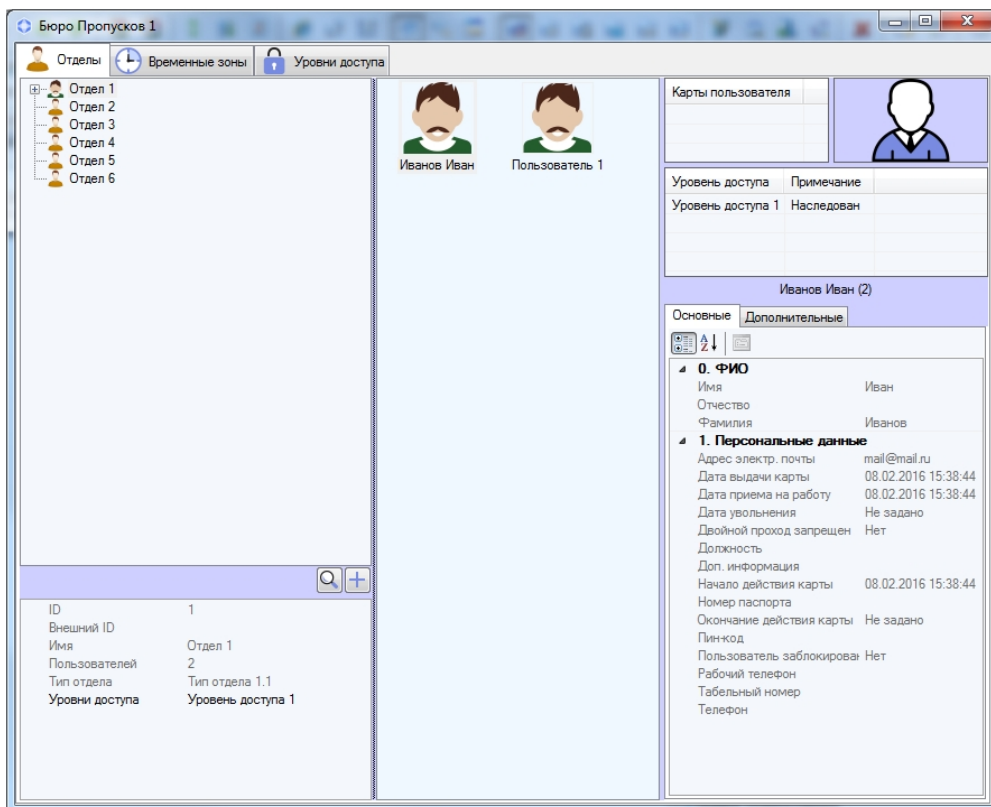 Бюро Пропусков 1
Отделы Временные зоны Уровни доступа
Отдел 1
Отдел 2
Отдел 3
Отдел 4
Отдел 5
Отдел 6
ID 1
Внешний ID
Имя Отдел 1
Пользователей 2
Тип отдела Тип отдела 1.1
Уровни доступа Уровень доступа 1
Иванов Иван Пользователь 1
Карты пользователя
Уровень доступа Примечание
Уровень доступа 1 Наследован
Иванов Иван (2)
Основные Дополнительные
0. ФИО
Имя Иван
Отчество
Фамилия Иванов
1. Персональные данные
Адрес электр. почты mail@mail.ru
Дата выдачи карты 08.02.2016 15:38:44
Дата приема на работу 08.02.2016 15:38:44
Дата увольнения Не задано
Двойной проход запрещен Нет
Должность
Доп. информация
Начало действия карты 08.02.2016 15:38:44
Номер паспорта
Окончание действия карты Не задано
Пин-код
Пользователь заблокирован Нет
Рабочий телефон
Табельный номер
Телефон